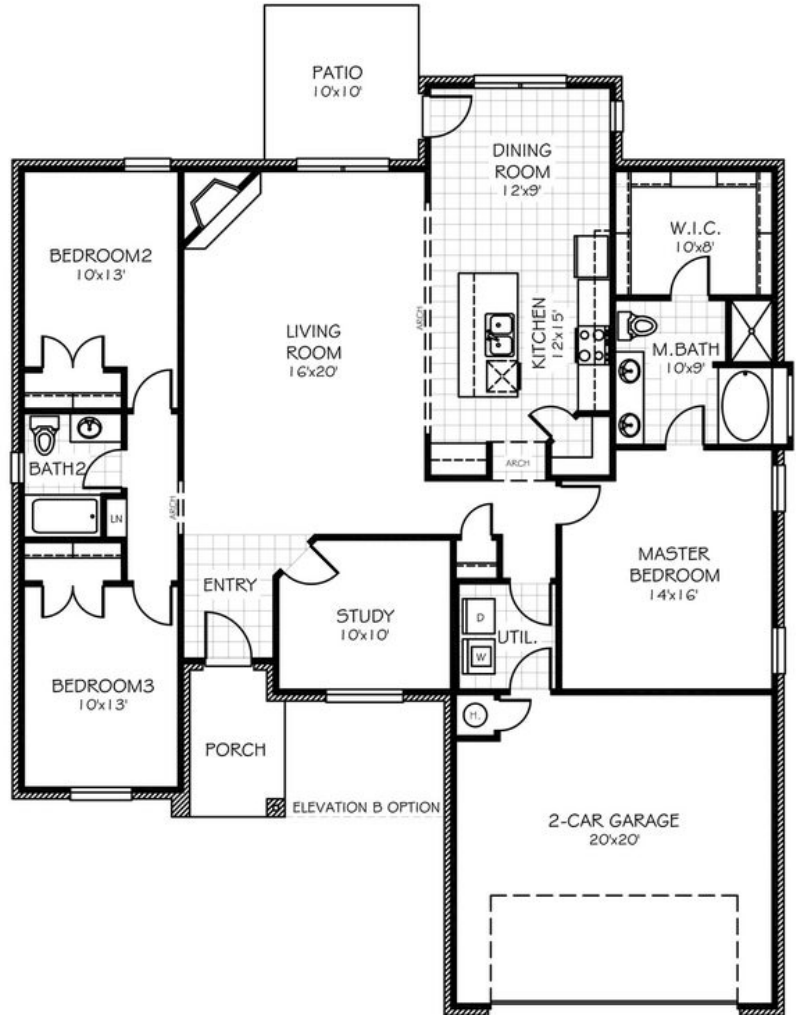 PATIO
10'x10'
DINING
ROOM
12'x9'
W.I.C.
10'x8'
BEDROOM2
10'x13'
LIVING
ROOM
16'x20'
ARCH
KITCHEN
12'x15'
M.BATH
10'x9'
BATH2
LN
ARCH
ARCH
ENTRY
STUDY
10'x10'
MASTER
BEDROOM
14'x16'
D
W
UTIL.
BEDROOM3
10'x13'
H.
PORCH
ELEVATION B OPTION
2-CAR GARAGE
20'x20'